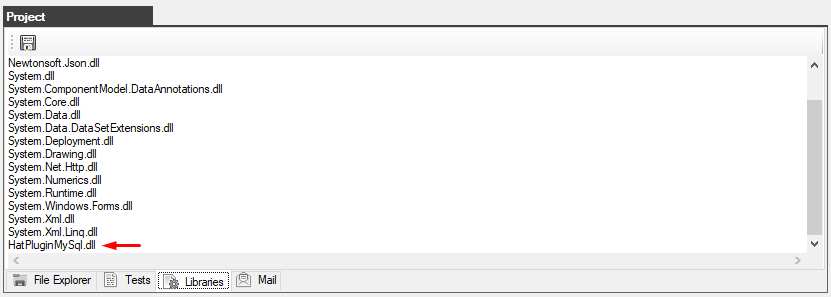 Project
Newtonsoft.Json.dll
System.dll
System.ComponentModel.DataAnnotations.dll
System.Core.dll
System.Data.dll
System.Data.DataSetExtensions.dll
System.Deployment.dll
System.Drawing.dll
System.Net.Http.dll
System.Numerics.dll
System.Runtime.dll
System.Windows.Forms.dll
System.Xml.dll
System.Xml.Linq.dll
HatPluginMySql.dll
File Explorer Tests Libraries Mail